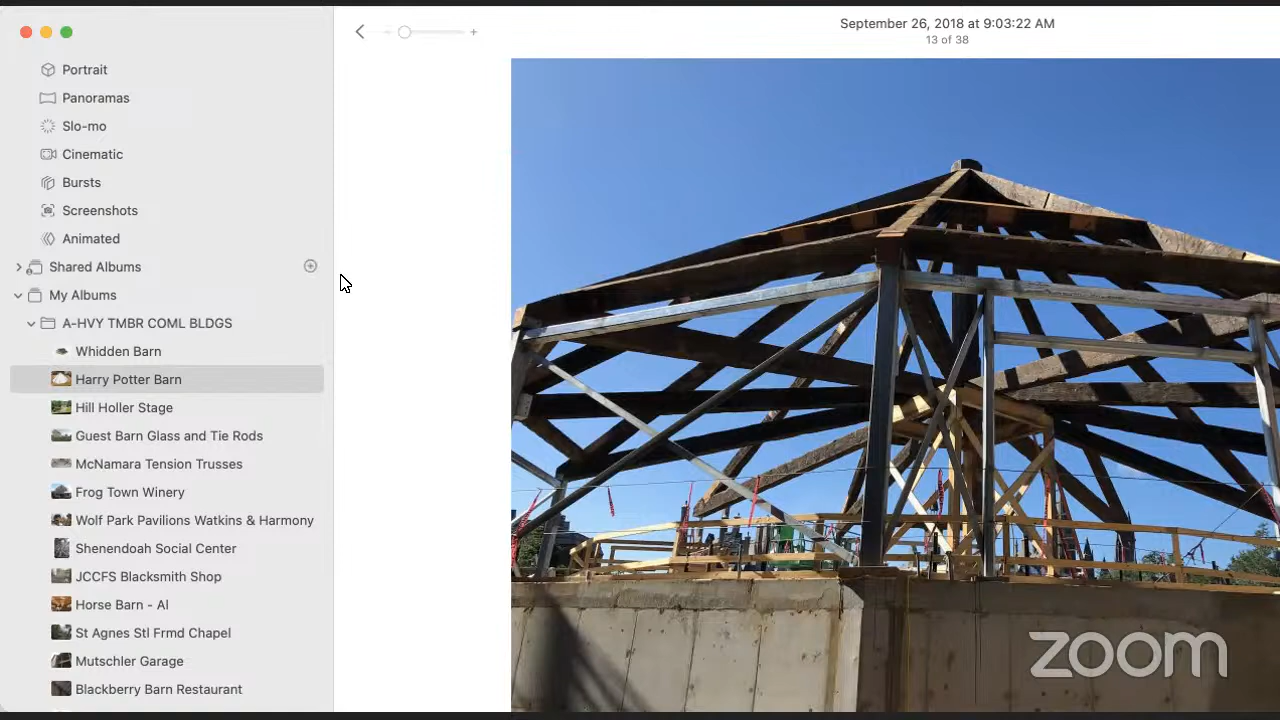 September 26, 2018 at 9:03:22 AM
13 of 38
Portrait
Panoramas
Slo-mo
Cinematic
Bursts
Screenshots
Animated
Shared Albums
My Albums
A-HVY TMBR COML BLDGS
Whidden Barn
Harry Potter Barn
Hill Holler Stage
Guest Barn Glass and Tie Rods
McNamara Tension Trusses
Frog Town Winery
Wolf Park Pavilions Watkins & Harmony
Shenendoah Social Center
JCCFS Blacksmith Shop
Horse Barn - Al
St Agnes Stl Frmd Chapel
Mutschler Garage
Blackberry Barn Restaurant
zoom